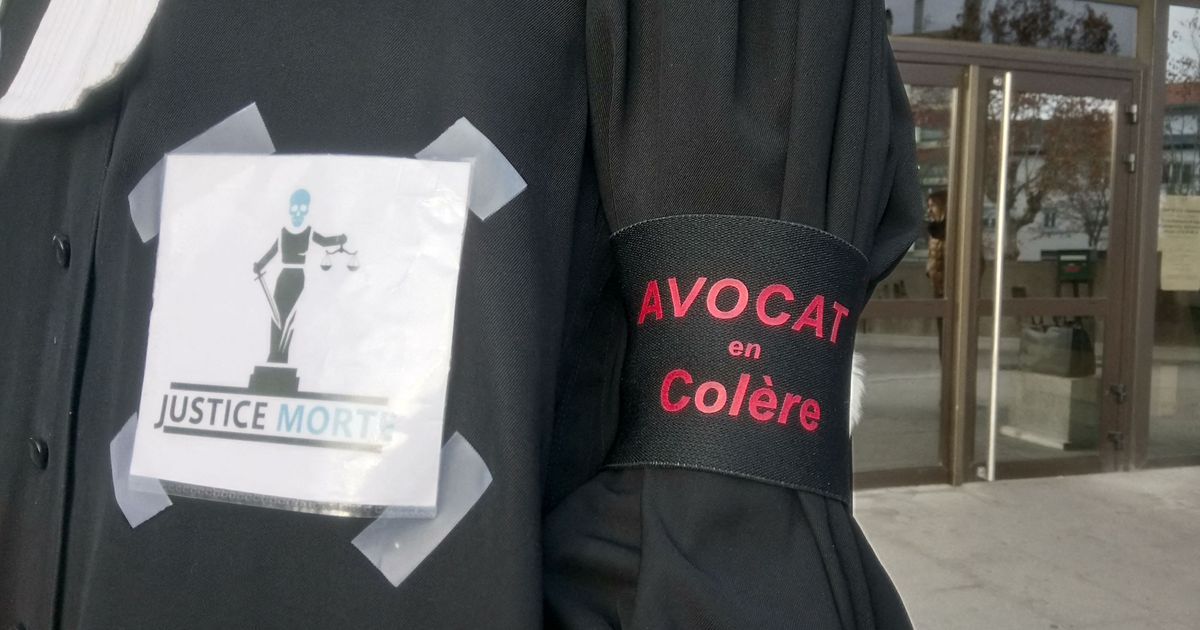 JUSTICE MORTE
AVOCAT
en
Colère